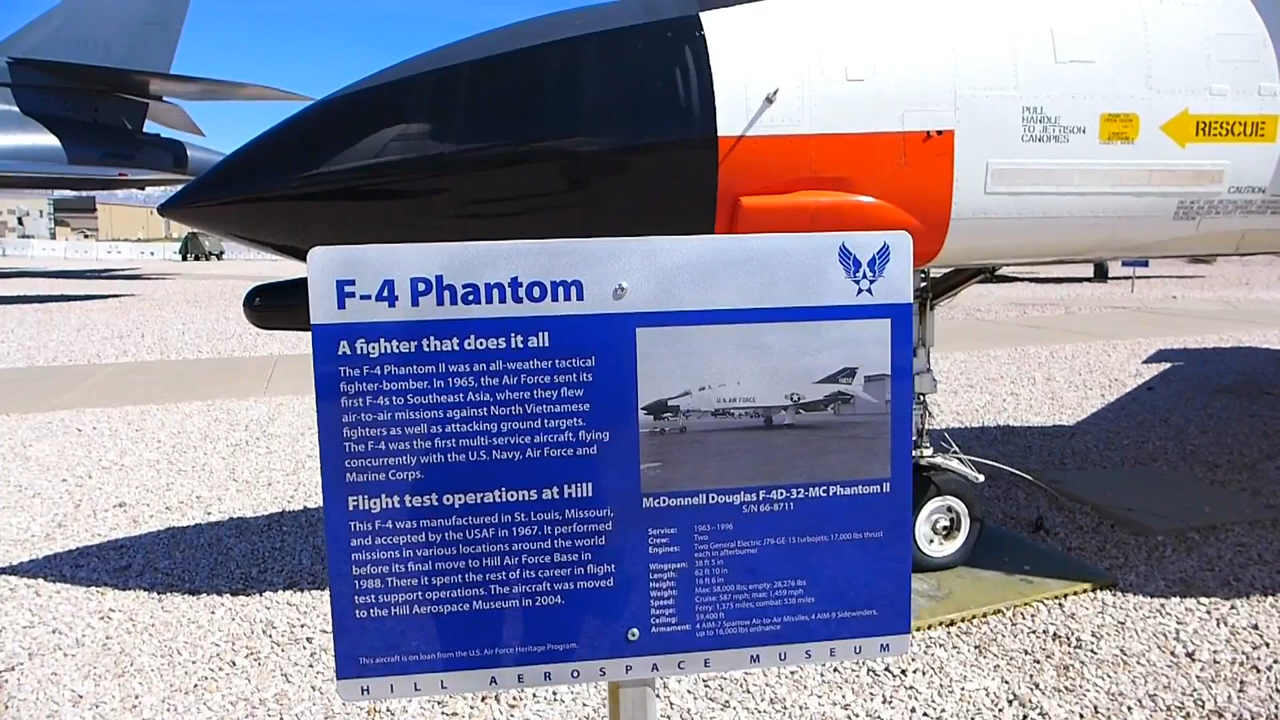 PULL
HANDLE
TO JETTISON
CANOPIES
RESCUE
CAUTION
F-4 Phantom
A fighter that does it all
The F-4 Phantom II was an all-weather tactical
fighter-bomber. In 1965, the Air Force sent its
first F-4s to Southeast Asia, where they flew
air-to-air missions against North Vietnamese
fighters as well as attacking ground targets.
The F-4 was the first multi-service aircraft, flying
concurrently with the U.S. Navy, Air Force and
Marine Corps.
Flight test operations at Hill
This F-4 was manufactured in St. Louis, Missouri,
and accepted by the USAF in 1967. It performed
missions in various locations around the world
before its final move to Hill Air Force Base in
1988. There it spent the rest of its career in flight
test support operations. The aircraft was moved
to the Hill Aerospace Museum in 2004.
This aircraft is on loan from the U.S. Air Force Heritage Program.
U.S. AIR FORCE
McDonnell Douglas F-4D-32-MC Phantom II
S/N 66-8711
Service: 1963–1996
Crew: Two
Engines: Two General Electric J79-GE-15 turbojets; 17,000 lbs thrust
each in afterburner
Wingspan: 38 ft 5 in
Length: 62 ft 10 in
Height: 16 ft 6 in
Weight: Max: 58,000 lbs; empty: 28,276 lbs
Speed: Cruise: 587 mph; max: 1,459 mph
Range: Ferry: 1,375 miles; combat: 538 miles
Ceiling: 59,400 ft
Armament: 4 AIM-7 Sparrow Air-to-Air Missiles, 4 AIM-9 Sidewinders,
up to 16,000 lbs ordnance
HILL AEROSPACE MUSEUM